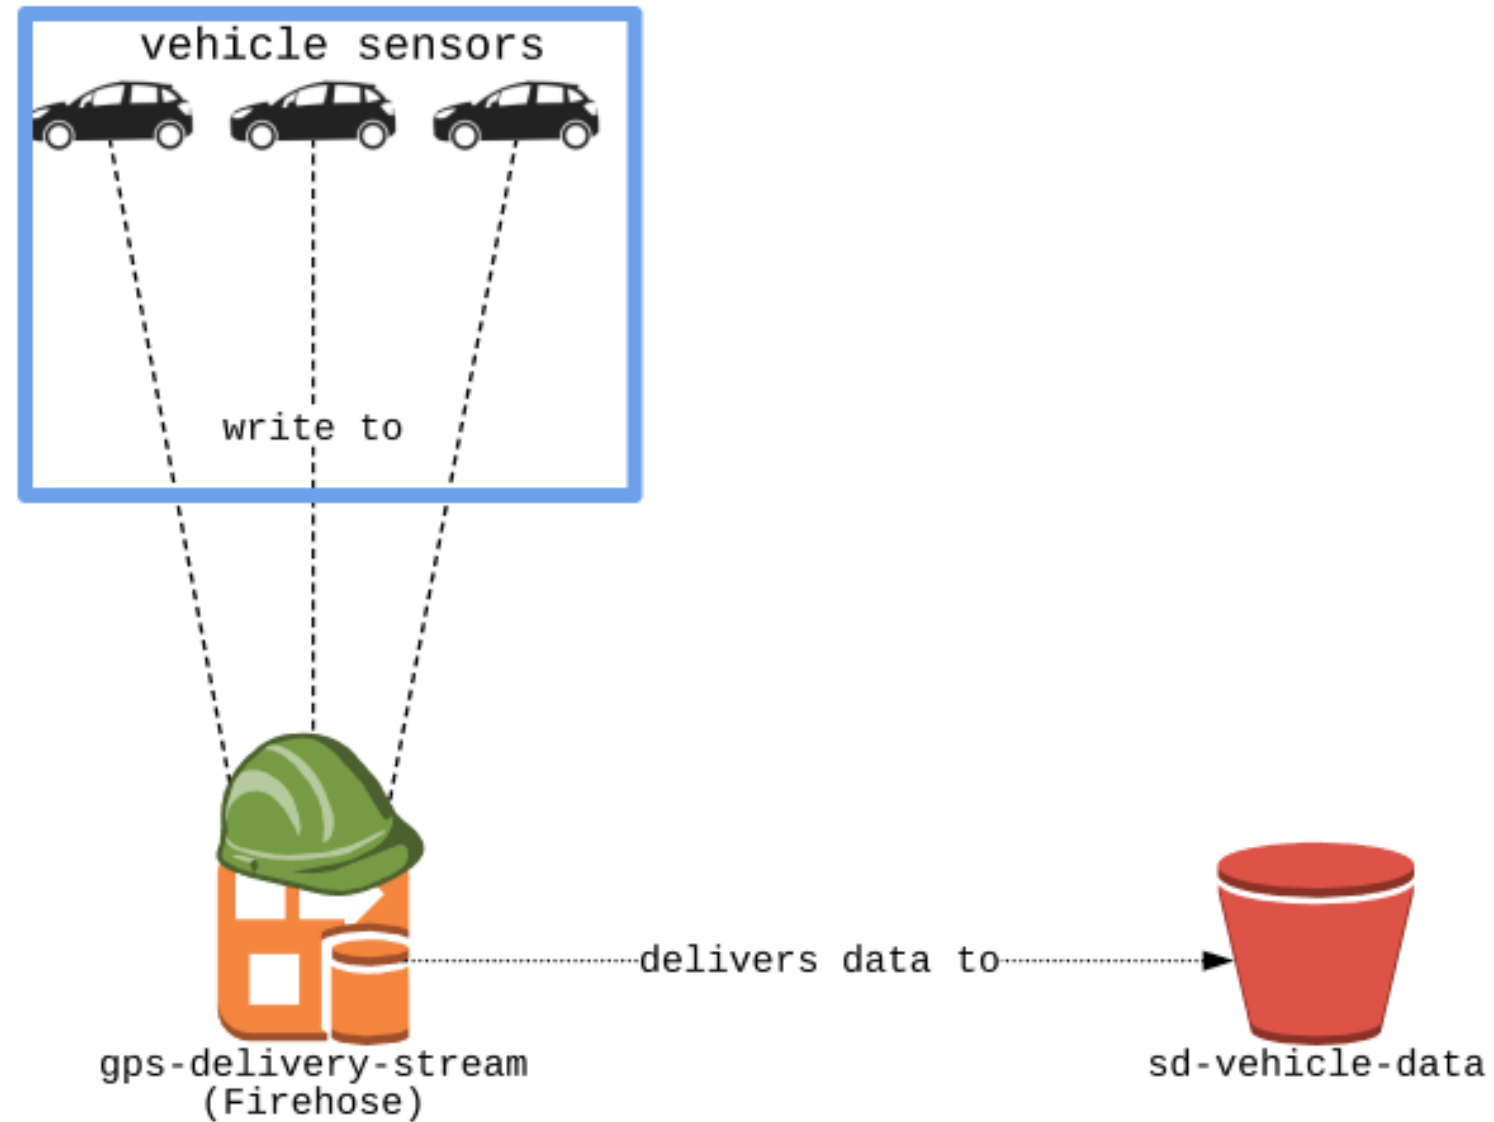 vehicle sensors
write to
delivers data to
gps-delivery-stream
(Firehose)
sd-vehicle-data